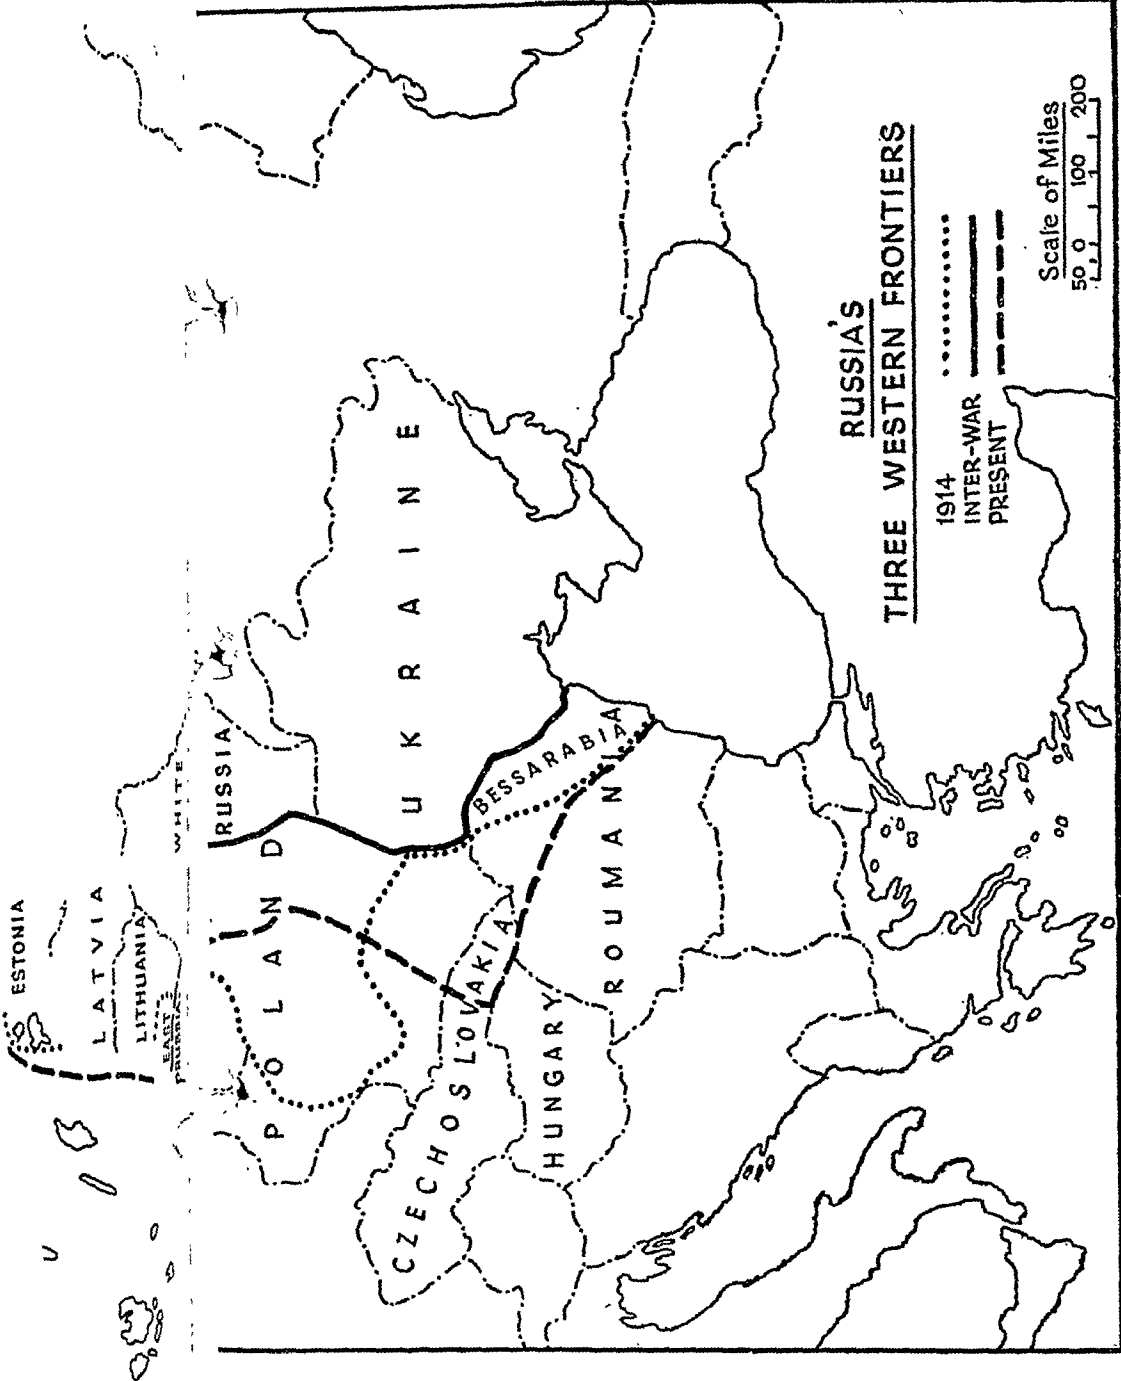 RUSSIA'S
THREE WESTERN FRONTIERS
1914
INTER-WAR
PRESENT
Scale of Miles
50 0 100 200
ESTONIA
LATVIA
LITHUANIA
EAST
PRUSSIA
WHITE
RUSSIA
POLAND
UKRAINE
BESSARABIA
CZECHOSLOVAKIA
HUNGARY
ROUMANIA